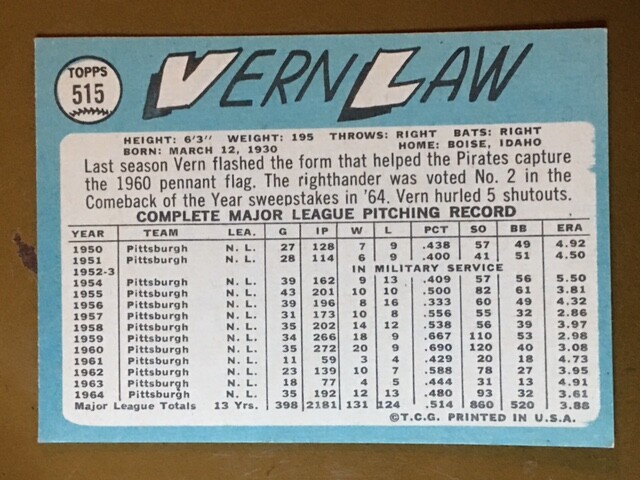 TOPPS
515
VERN LAW
HEIGHT: 6'3" WEIGHT: 195 THROWS: RIGHT BATS: RIGHT
BORN: MARCH 12, 1930 HOME: BOISE, IDAHO
Last season Vern flashed the form that helped the Pirates capture
the 1960 pennant flag. The righthander was voted No. 2 in the
Comeback of the Year sweepstakes in '64. Vern hurled 5 shutouts.
COMPLETE MAJOR LEAGUE PITCHING RECORD
YEAR TEAM LEA. G IP W L PCT SO BB ERA
1950 Pittsburgh N. L. 27 128 7 9 .438 57 49 4.92
1951 Pittsburgh N. L. 28 114 6 9 .400 41 51 4.50
1952-3 IN MILITARY SERVICE
1954 Pittsburgh N. L. 39 162 9 13 .409 57 56 5.50
1955 Pittsburgh N. L. 43 201 10 10 .500 82 61 3.81
1956 Pittsburgh N. L. 39 196 8 16 .333 60 49 4.32
1957 Pittsburgh N. L. 31 173 10 8 .556 55 32 2.86
1958 Pittsburgh N. L. 35 202 14 12 .538 56 39 3.97
1959 Pittsburgh N. L. 34 266 18 9 .667 110 53 2.98
1960 Pittsburgh N. L. 35 272 20 9 .690 120 40 3.08
1961 Pittsburgh N. L. 11 59 3 4 .429 20 18 4.73
1962 Pittsburgh N. L. 23 139 10 7 .588 78 27 3.95
1963 Pittsburgh N. L. 18 77 4 5 .444 31 13 4.91
1964 Pittsburgh N. L. 35 192 12 13 .480 93 32 3.61
Major League Totals 13 Yrs. 398 2181 131 124 .514 860 520 3.88
©T.C.G. PRINTED IN U.S.A.